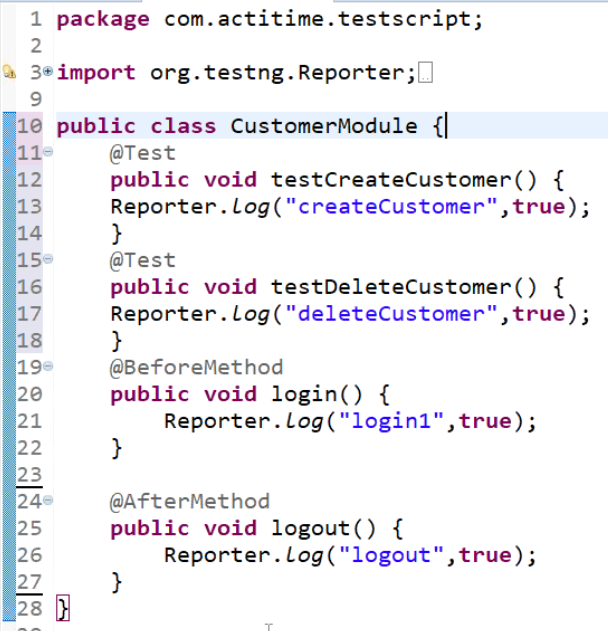 1 package com.actitime.testscript;
2
3 import org.testng.Reporter;
9
10 public class CustomerModule {
11 @Test
12 public void testCreateCustomer() {
13 Reporter.log("createCustomer",true);
14 }
15 @Test
16 public void testDeleteCustomer() {
17 Reporter.log("deleteCustomer",true);
18 }
19 @BeforeMethod
20 public void login() {
21 Reporter.log("login1",true);
22 }
23
24 @AfterMethod
25 public void logout() {
26 Reporter.log("logout",true);
27 }
28 }